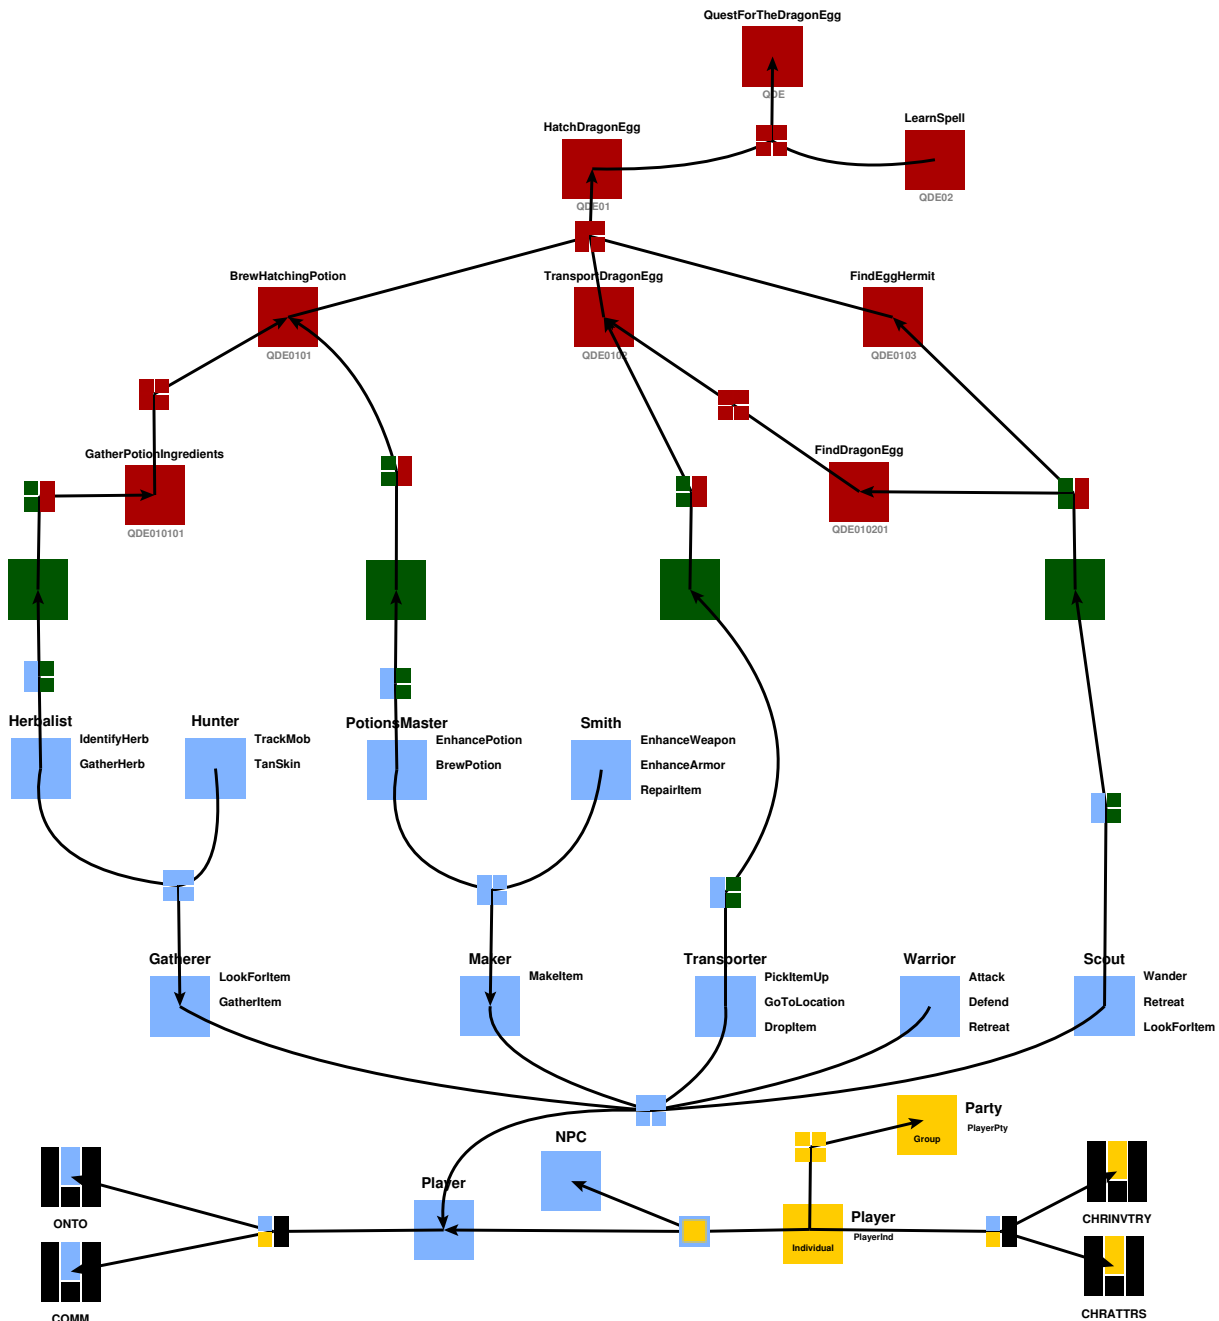 QuestForTheDragonEgg
QDE
HatchDragonEgg
LearnSpell
QDE01
QDE02
BrewHatchingPotion
TransportDragonEgg
FindEggHermit
QDE0101
QDE0102
QDE0103
GatherPotionIngredients
FindDragonEgg
QDE010101
QDE010201
Herbalist
IdentifyHerb
GatherHerb
Hunter
TrackMob
TanSkin
PotionsMaster
EnhancePotion
BrewPotion
Smith
EnhanceWeapon
EnhanceArmor
RepairItem
Gatherer
LookForItem
GatherItem
Maker
MakeItem
Transporter
PickItemUp
GoToLocation
DropItem
Warrior
Attack
Defend
Retreat
Scout
Wander
Retreat
LookForItem
NPC
Party
PlayerPty
Group
Player
Player
PlayerInd
Individual
ONTO
COMM
CHRINVTRY
CHRATTRS